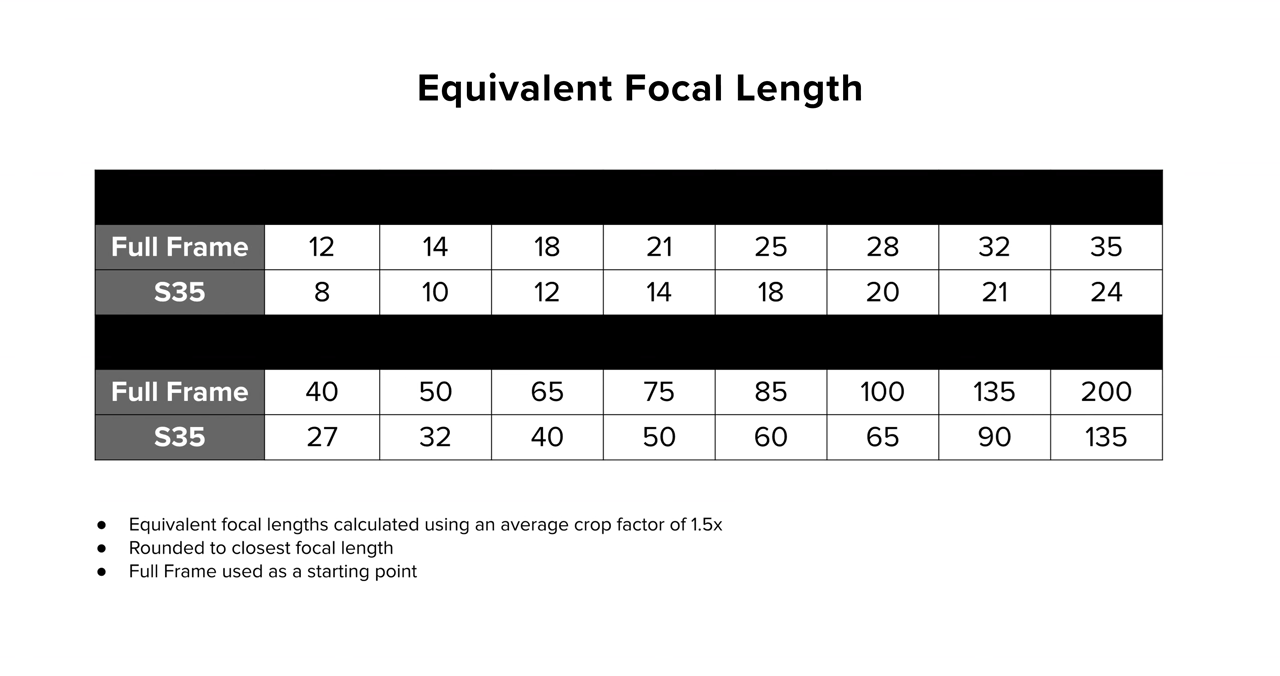 Equivalent Focal Length
Full Frame 12 14 18 21 25 28 32 35
S35 8 10 12 14 18 20 21 24
Full Frame 40 50 65 75 85 100 135 200
S35 27 32 40 50 60 65 90 135
● Equivalent focal lengths calculated using an average crop factor of 1.5x
● Rounded to closest focal length
● Full Frame used as a starting point